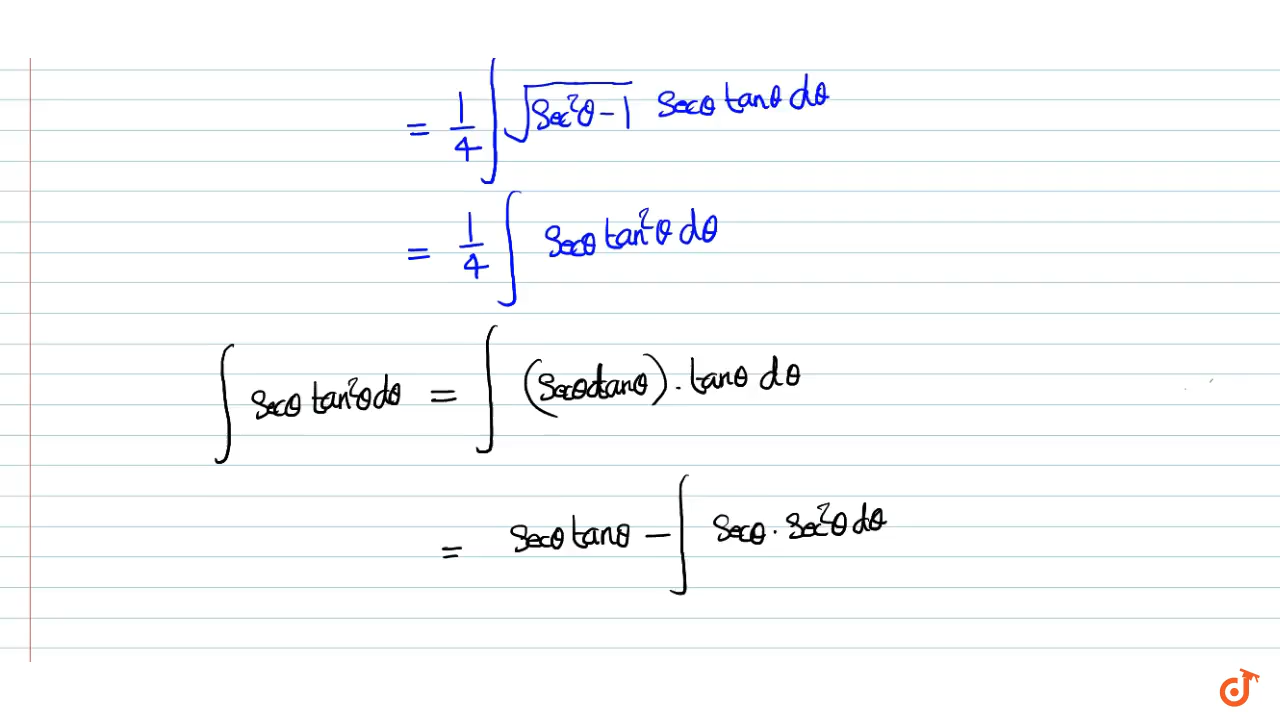 = 1/4 ∫ √(sec²θ – 1) secθ tanθ dθ
= 1/4 ∫ secθ tan²θ dθ
∫ secθ tan²θ dθ = ∫ (secθ tanθ) · tanθ dθ
= secθ tanθ – ∫ secθ · sec²θ dθ